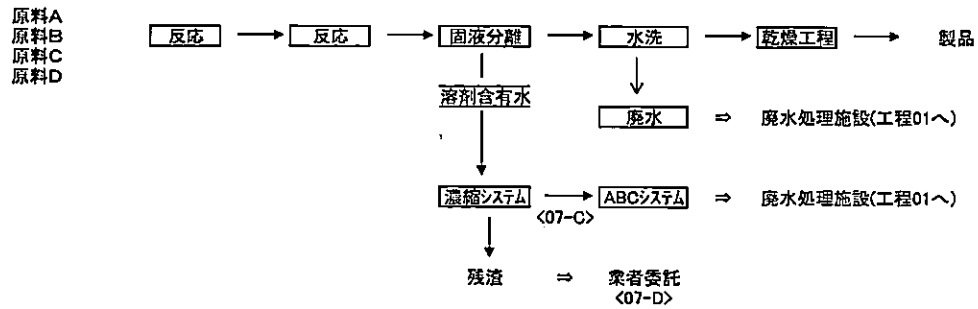 原料A
原料B
原料C
原料D
反応
反応
固液分離
水洗
乾燥工程
製品
溶剤含有水
廃水
⇒ 廃水処理施設(工程01へ)
濃縮システム
<07-C>
ABCシステム
⇒ 廃水処理施設(工程01へ)
残渣
⇒ 業者委託
<07-D>